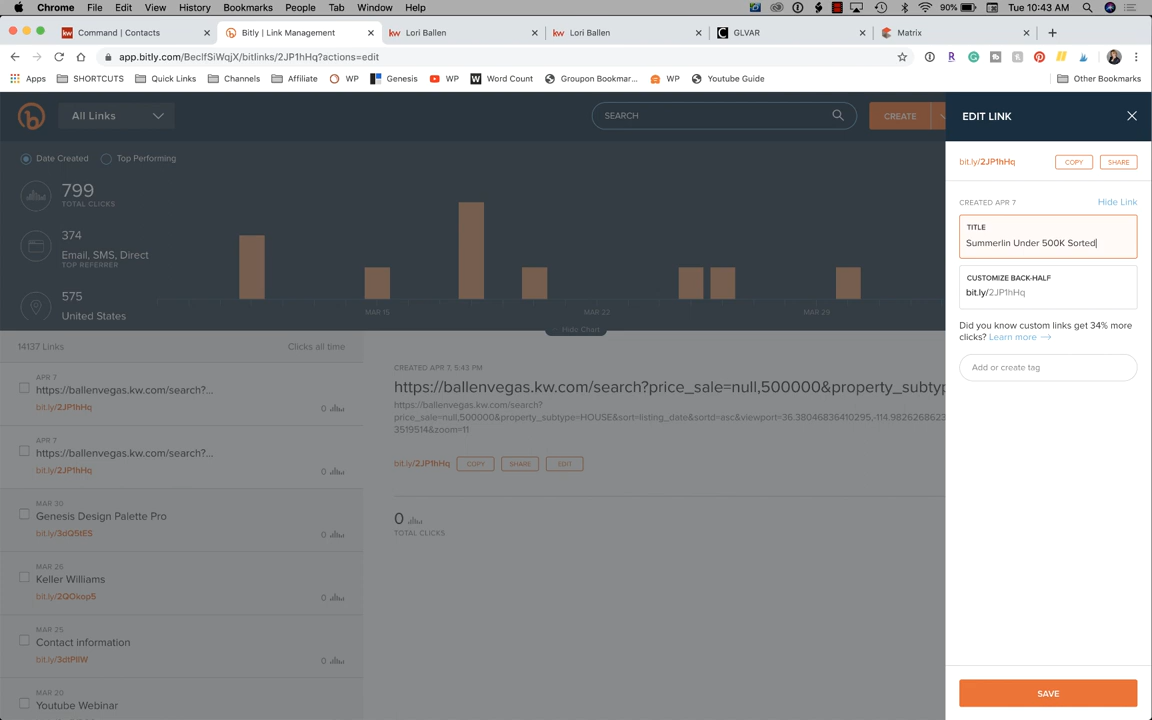 Chrome File Edit View History Bookmarks People Tab Window Help 90% Tue 10:43 AM
Command | Contacts Bitly | Link Management Lori Ballen Lori Ballen GLVAR Matrix
app.bitly.com/BeclfSiWqjX/bitlinks/2JP1hHq?actions=edit
Apps SHORTCUTS Quick Links Channels Affiliate WP Genesis WP Word Count Groupon Bookmar... WP Youtube Guide Other Bookmarks
All Links SEARCH CREATE EDIT LINK
Date Created Top Performing
bit.ly/2JP1hHq COPY SHARE
799
TOTAL CLICKS
CREATED APR 7 Hide Link
374
Email, SMS, Direct
TOP REFERRER
TITLE
Summerlin Under 500K Sorted
575
United States
CUSTOMIZE BACK-HALF
bit.ly/2JP1hHq
MAR 15 MAR 22 MAR 29
Hide Chart
Did you know custom links get 34% more
clicks? Learn more
Add or create tag
14137 Links Clicks all time
APR 7
https://ballenvegas.kw.com/search?...
bit.ly/2JP1hHq 0
APR 7
https://ballenvegas.kw.com/search?...
bit.ly/2JP1hHq 0
MAR 30
Genesis Design Palette Pro
bit.ly/3dQ5tES 0
MAR 26
Keller Williams
bit.ly/2QGkop5 0
MAR 25
Contact information
bit.ly/3dtPIIW 0
MAR 20
Youtube Webinar
CREATED APR 7, 5:43 PM
https://ballenvegas.kw.com/search?price_sale=null,500000&property_subtyp
https://ballenvegas.kw.com/search?
price_sale=null,500000&property_subtype=HOUSE&sort=listing_date&sortd=asc&viewport=36.38046836410295,-114.982626862
3519514&zoom=11
bit.ly/2JP1hHq COPY SHARE EDIT
0
TOTAL CLICKS
SAVE